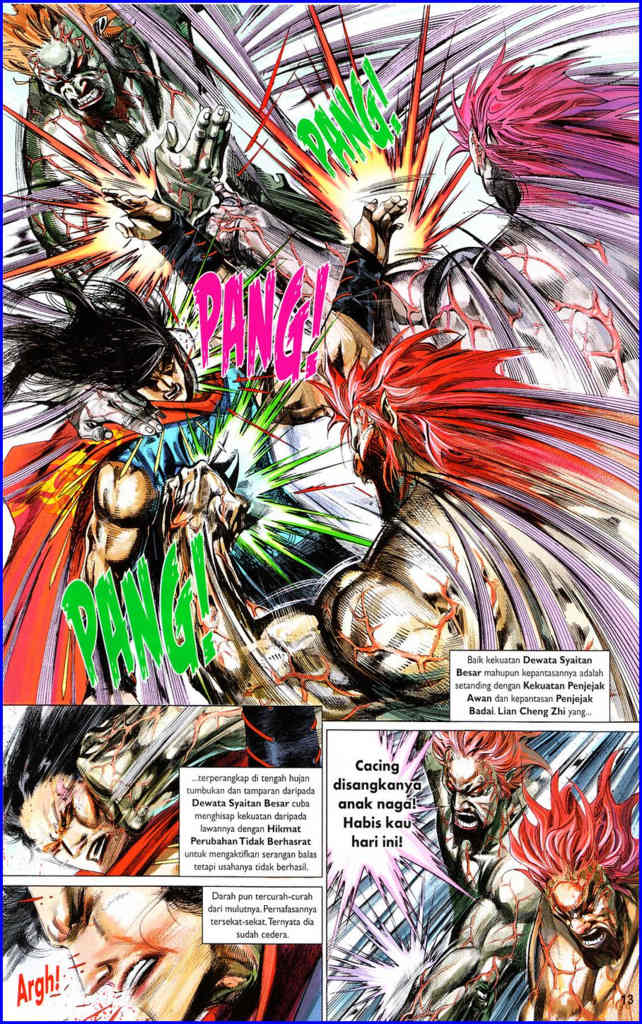 PANG!
PANG!
PANG!
Baik kekuatan Dewata Syaitan
Besar mahupun kepantasannya adalah
setanding dengan Kekuatan Penjejak
Awan dan kepantasan Penjejak
Badai. Lian Cheng Zhi yang...
...terperangkap di tengah hujan
tumbukan dan tamparan daripada
Dewata Syaitan Besar cuba
menghisap kekuatan daripada
lawannya dengan Hikmat
Perubahan Tidak Berhasrat
untuk mengaktifkan serangan balas
tetapi usahanya tidak berhasil.
Cacing
disangkanya
anak naga!
Habis kau
hari ini!
Darah pun tercurah-curah
dari mulutnya. Pernafasannya
tersekat-sekat. Ternyata dia
sudah cedera.
Argh!
13